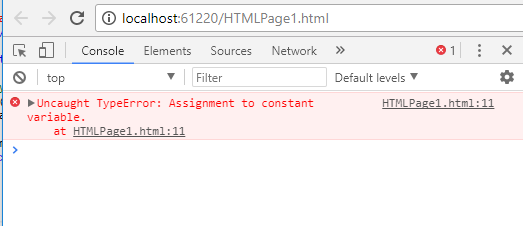 localhost:61220/HTMLPage1.html
Console Elements Sources Network » 1
top Filter Default levels
Uncaught TypeError: Assignment to constant HTMLPage1.html:11
variable.
at HTMLPage1.html:11